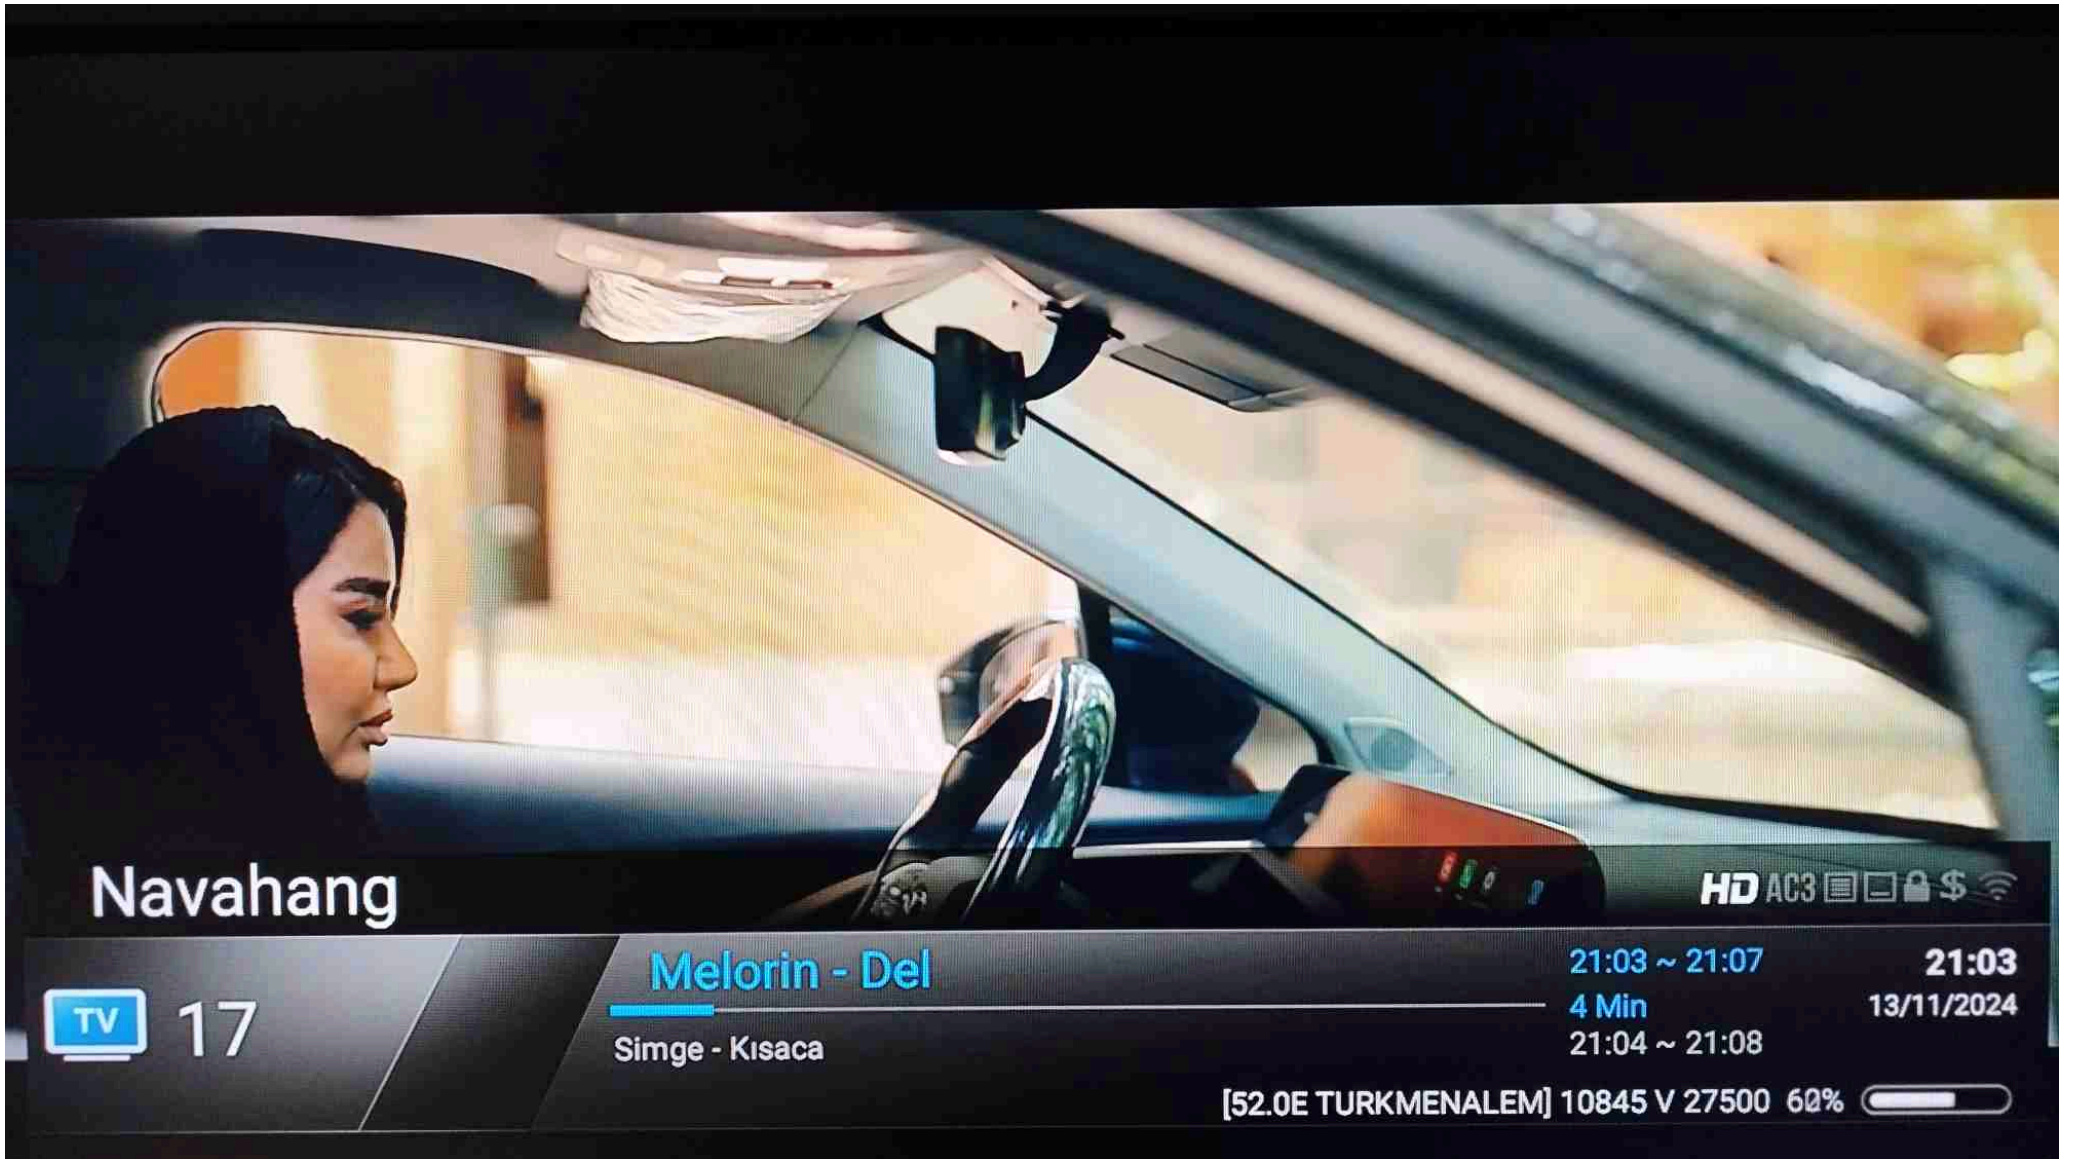 Navahang
HD AC3 $
TV 17
Melorin - Del
21:03 ~ 21:07
21:03
4 Min
13/11/2024
Simge - Kısaca
21:04 ~ 21:08
[52.0E TURKMENALEM] 10845 V 27500 60%